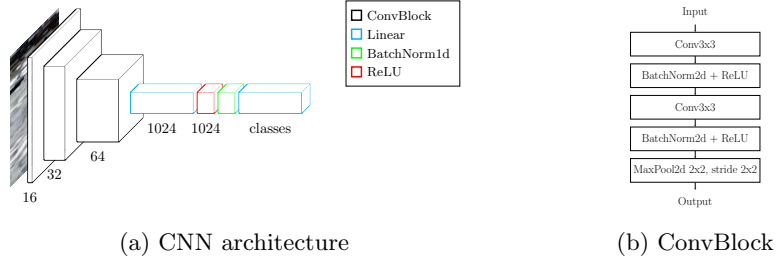 ConvBlock
Linear
BatchNorm1d
ReLU
1024
1024
classes
64
32
16
(a) CNN architecture
Input
Conv3x3
BatchNorm2d + ReLU
Conv3x3
BatchNorm2d + ReLU
MaxPool2d 2x2, stride 2x2
Output
(b) ConvBlock